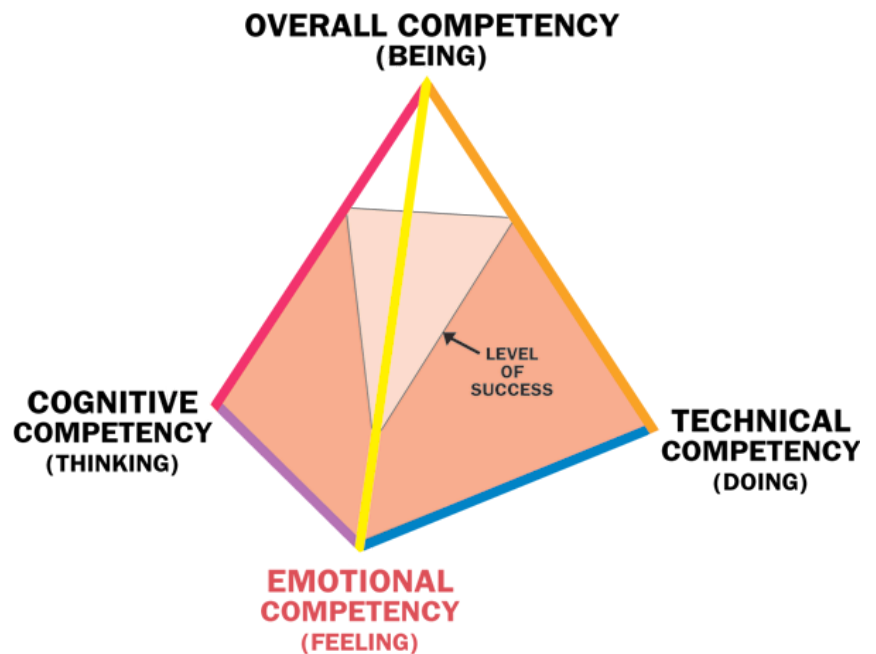 OVERALL COMPETENCY
(BEING)
LEVEL
OF
SUCCESS
COGNITIVE
COMPETENCY
(THINKING)
TECHNICAL
COMPETENCY
(DOING)
EMOTIONAL
COMPETENCY
(FEELING)